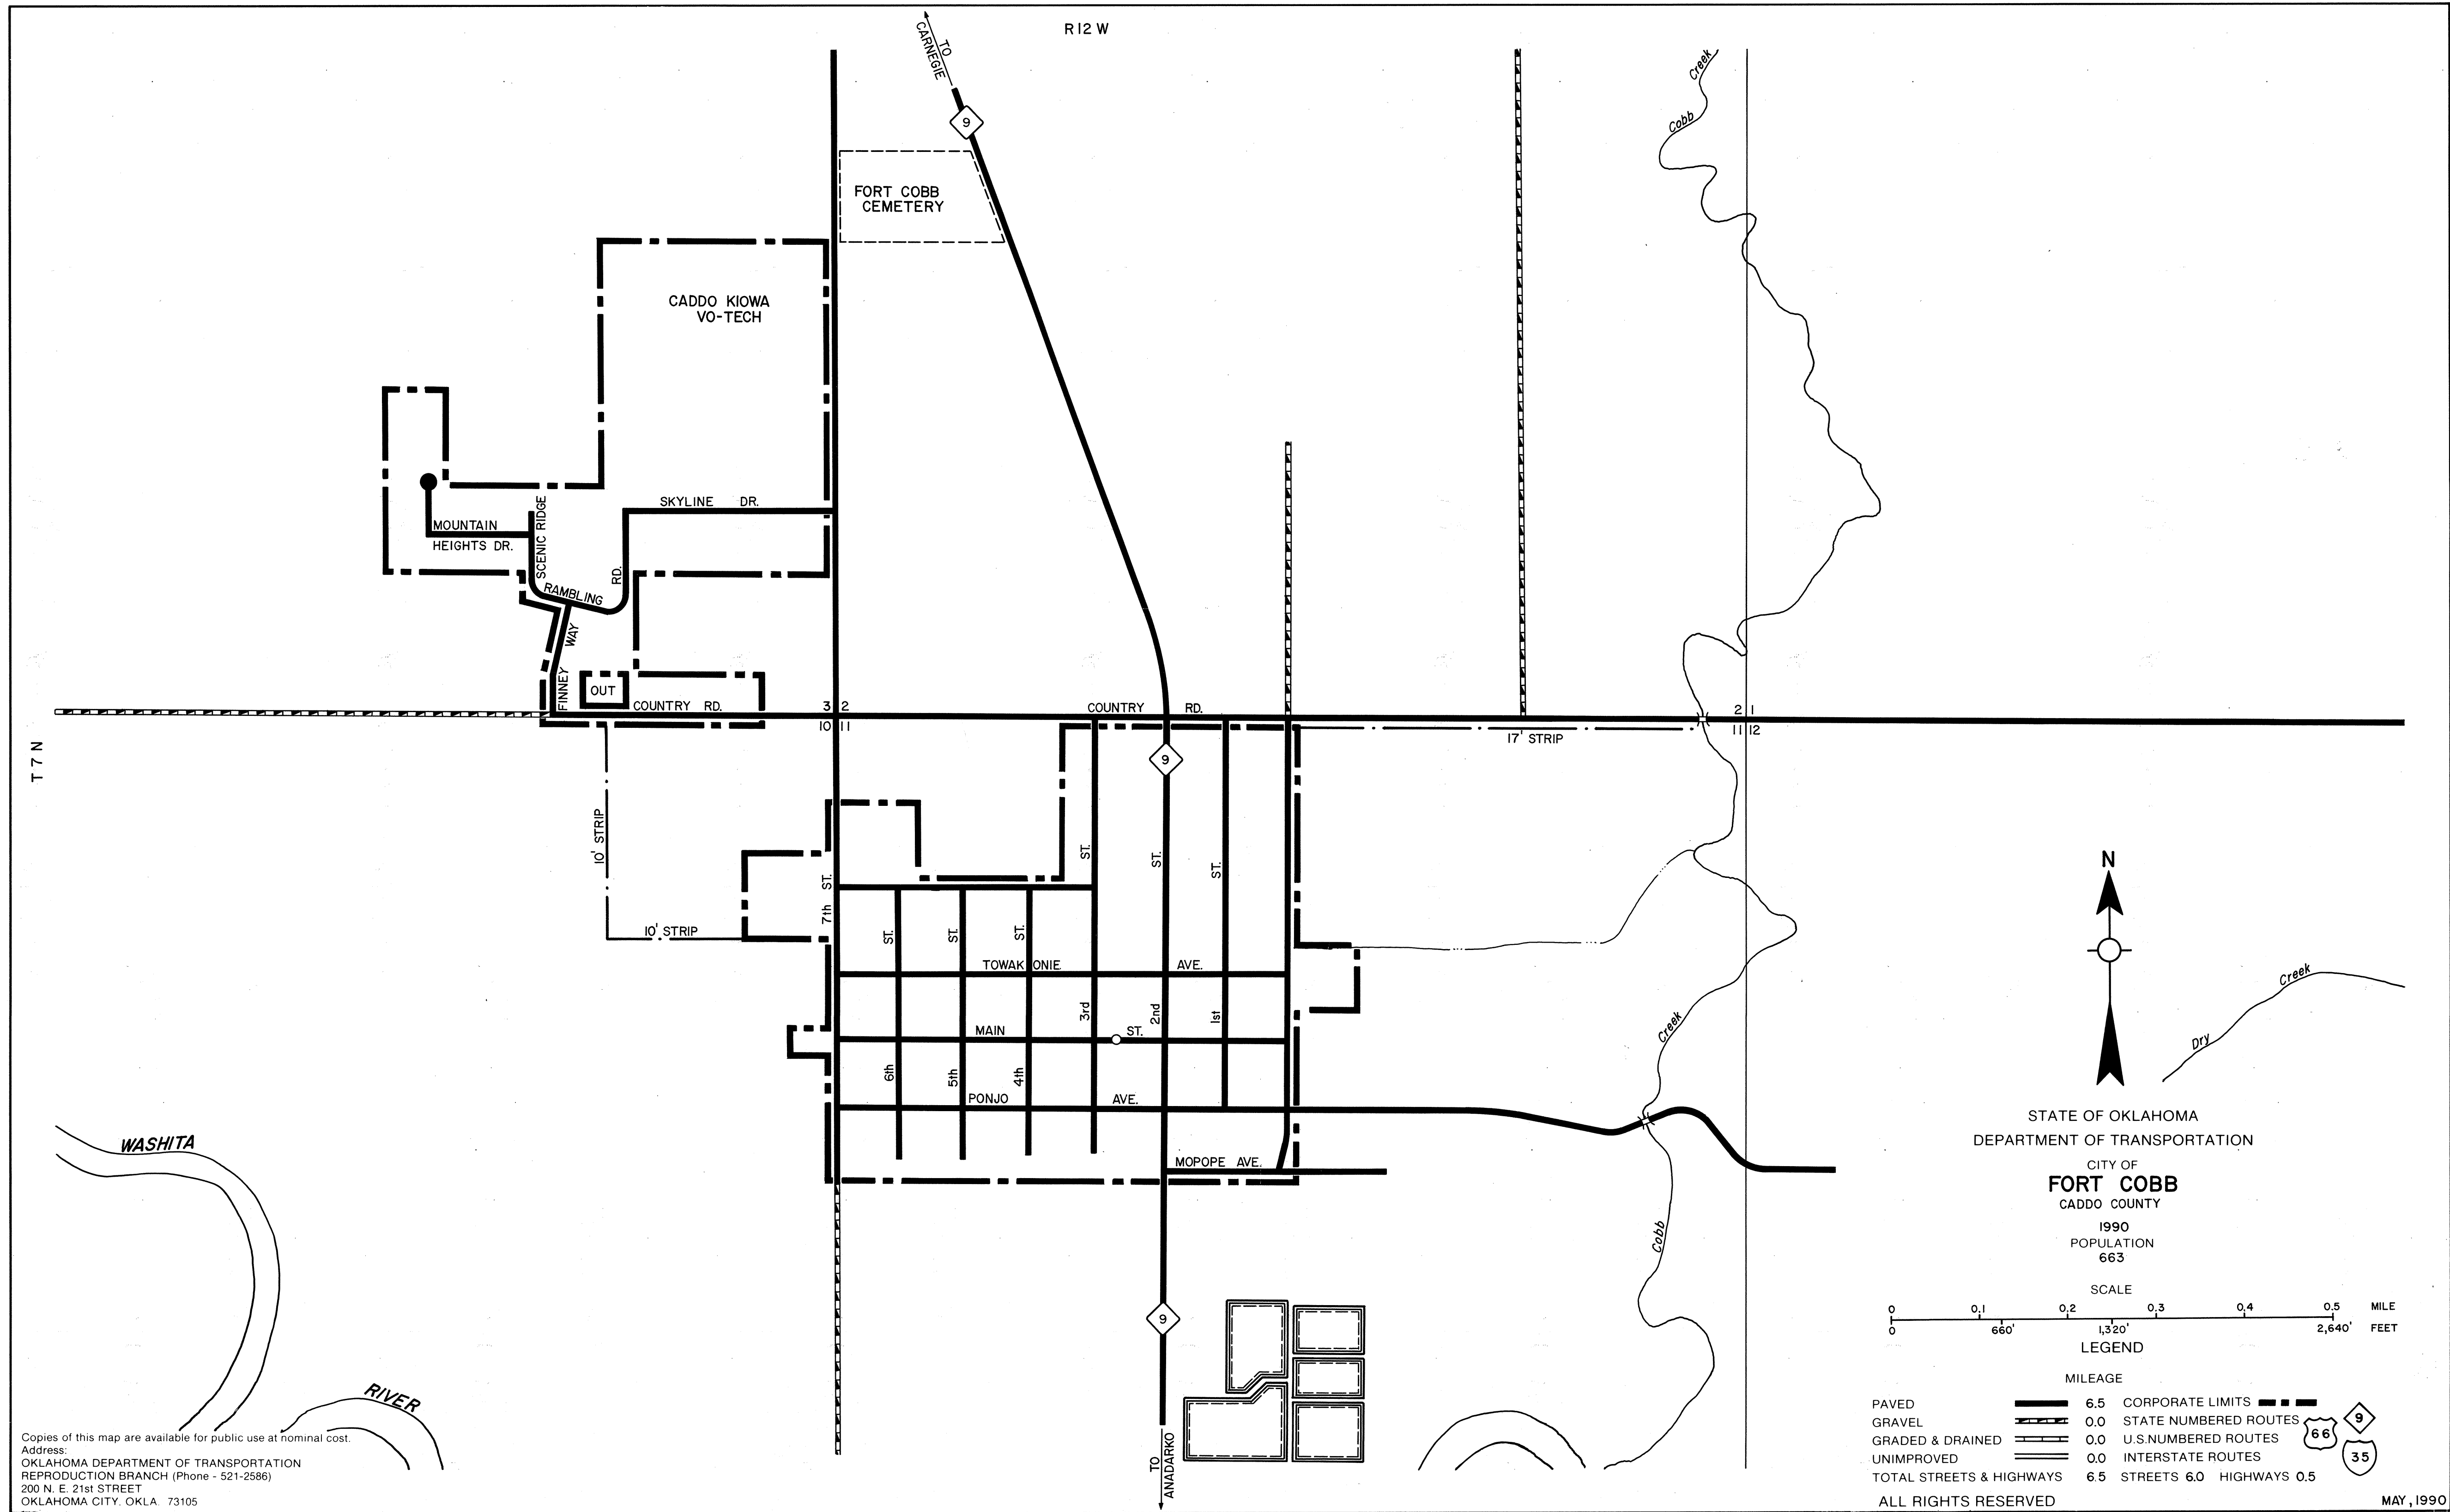 R 12 W
TO
CARNEGIE
9
Creek
Cobb
FORT COBB
CEMETERY
CADDO KIOWA
VO-TECH
SKYLINE DR.
SCENIC RIDGE
MOUNTAIN
HEIGHTS DR.
RD.
RAMBLING
FINNEY WAY
OUT
COUNTRY RD.
3 2
10 11
COUNTRY RD.
2 1
11 12
17' STRIP
T 7 N
9
10' STRIP
10' STRIP
7th ST.
6th ST.
5th ST.
4th ST.
3rd ST.
2nd ST.
1st ST.
TOWAKONIE AVE.
MAIN ST.
PONJO AVE.
MOPOPE AVE.
Cobb Creek
Dry Creek
N
WASHITA
RIVER
9
TO
ANADARKO
STATE OF OKLAHOMA
DEPARTMENT OF TRANSPORTATION
CITY OF
FORT COBB
CADDO COUNTY
1990
POPULATION
663
SCALE
0 0.1 0.2 0.3 0.4 0.5 MILE
0 660' 1,320' 2,640' FEET
LEGEND
MILEAGE
PAVED 6.5 CORPORATE LIMITS
GRAVEL 0.0 STATE NUMBERED ROUTES 9
GRADED & DRAINED 0.0 U.S.NUMBERED ROUTES 66
UNIMPROVED 0.0 INTERSTATE ROUTES 35
TOTAL STREETS & HIGHWAYS 6.5 STREETS 6.0 HIGHWAYS 0.5
ALL RIGHTS RESERVED
MAY, 1990
Copies of this map are available for public use at nominal cost.
Address:
OKLAHOMA DEPARTMENT OF TRANSPORTATION
REPRODUCTION BRANCH (Phone - 521-2586)
200 N. E. 21st STREET
OKLAHOMA CITY. OKLA. 73105